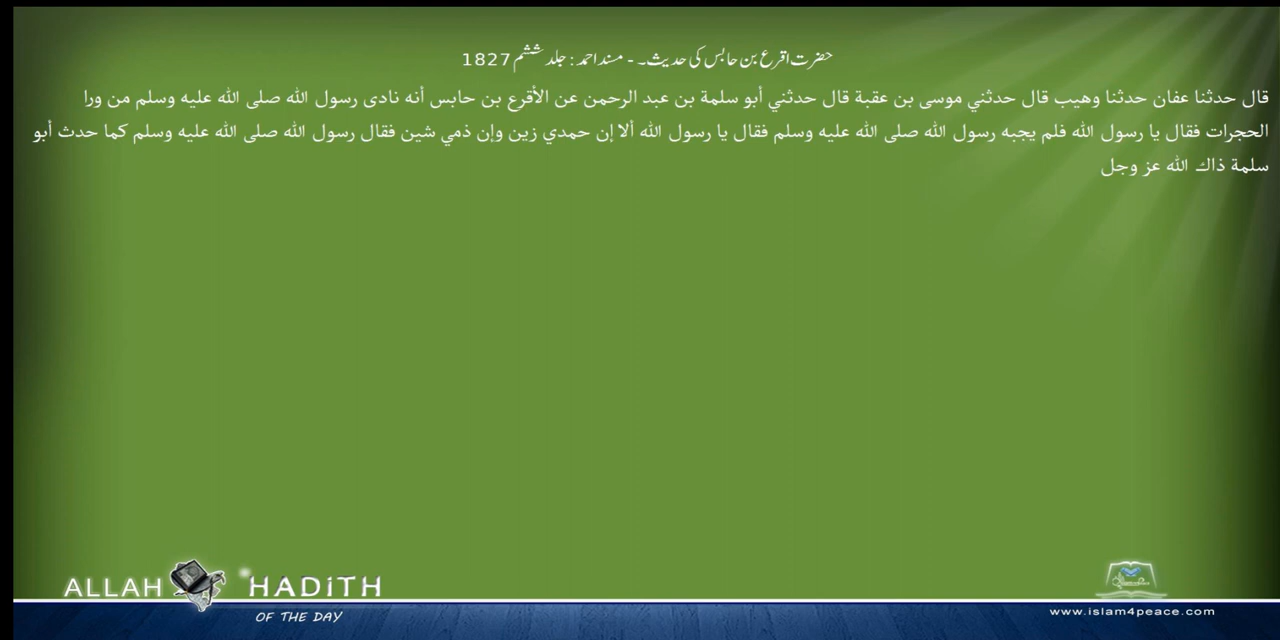 حضرت اقرع بن حابس کی حدیث۔ - مسند احمد : جلد ششم 1827
قال حدثنا عفان حدثنا وهيب قال حدثني موسى بن عقبة قال حدثني أبو سلمة بن عبد الرحمن عن الأقرع بن حابس أنه نادى رسول الله صلى الله عليه وسلم من ورا
الحجرات فقال يا رسول الله فلم يجبه رسول الله صلى الله عليه وسلم فقال يا رسول الله ألا إن حمدي زين وإن ذمي شين فقال رسول الله صلى الله عليه وسلم كما حدث أبو
سلمة ذاك الله عز وجل
ALLAH HADITH
OF THE DAY
www.islam4peace.com